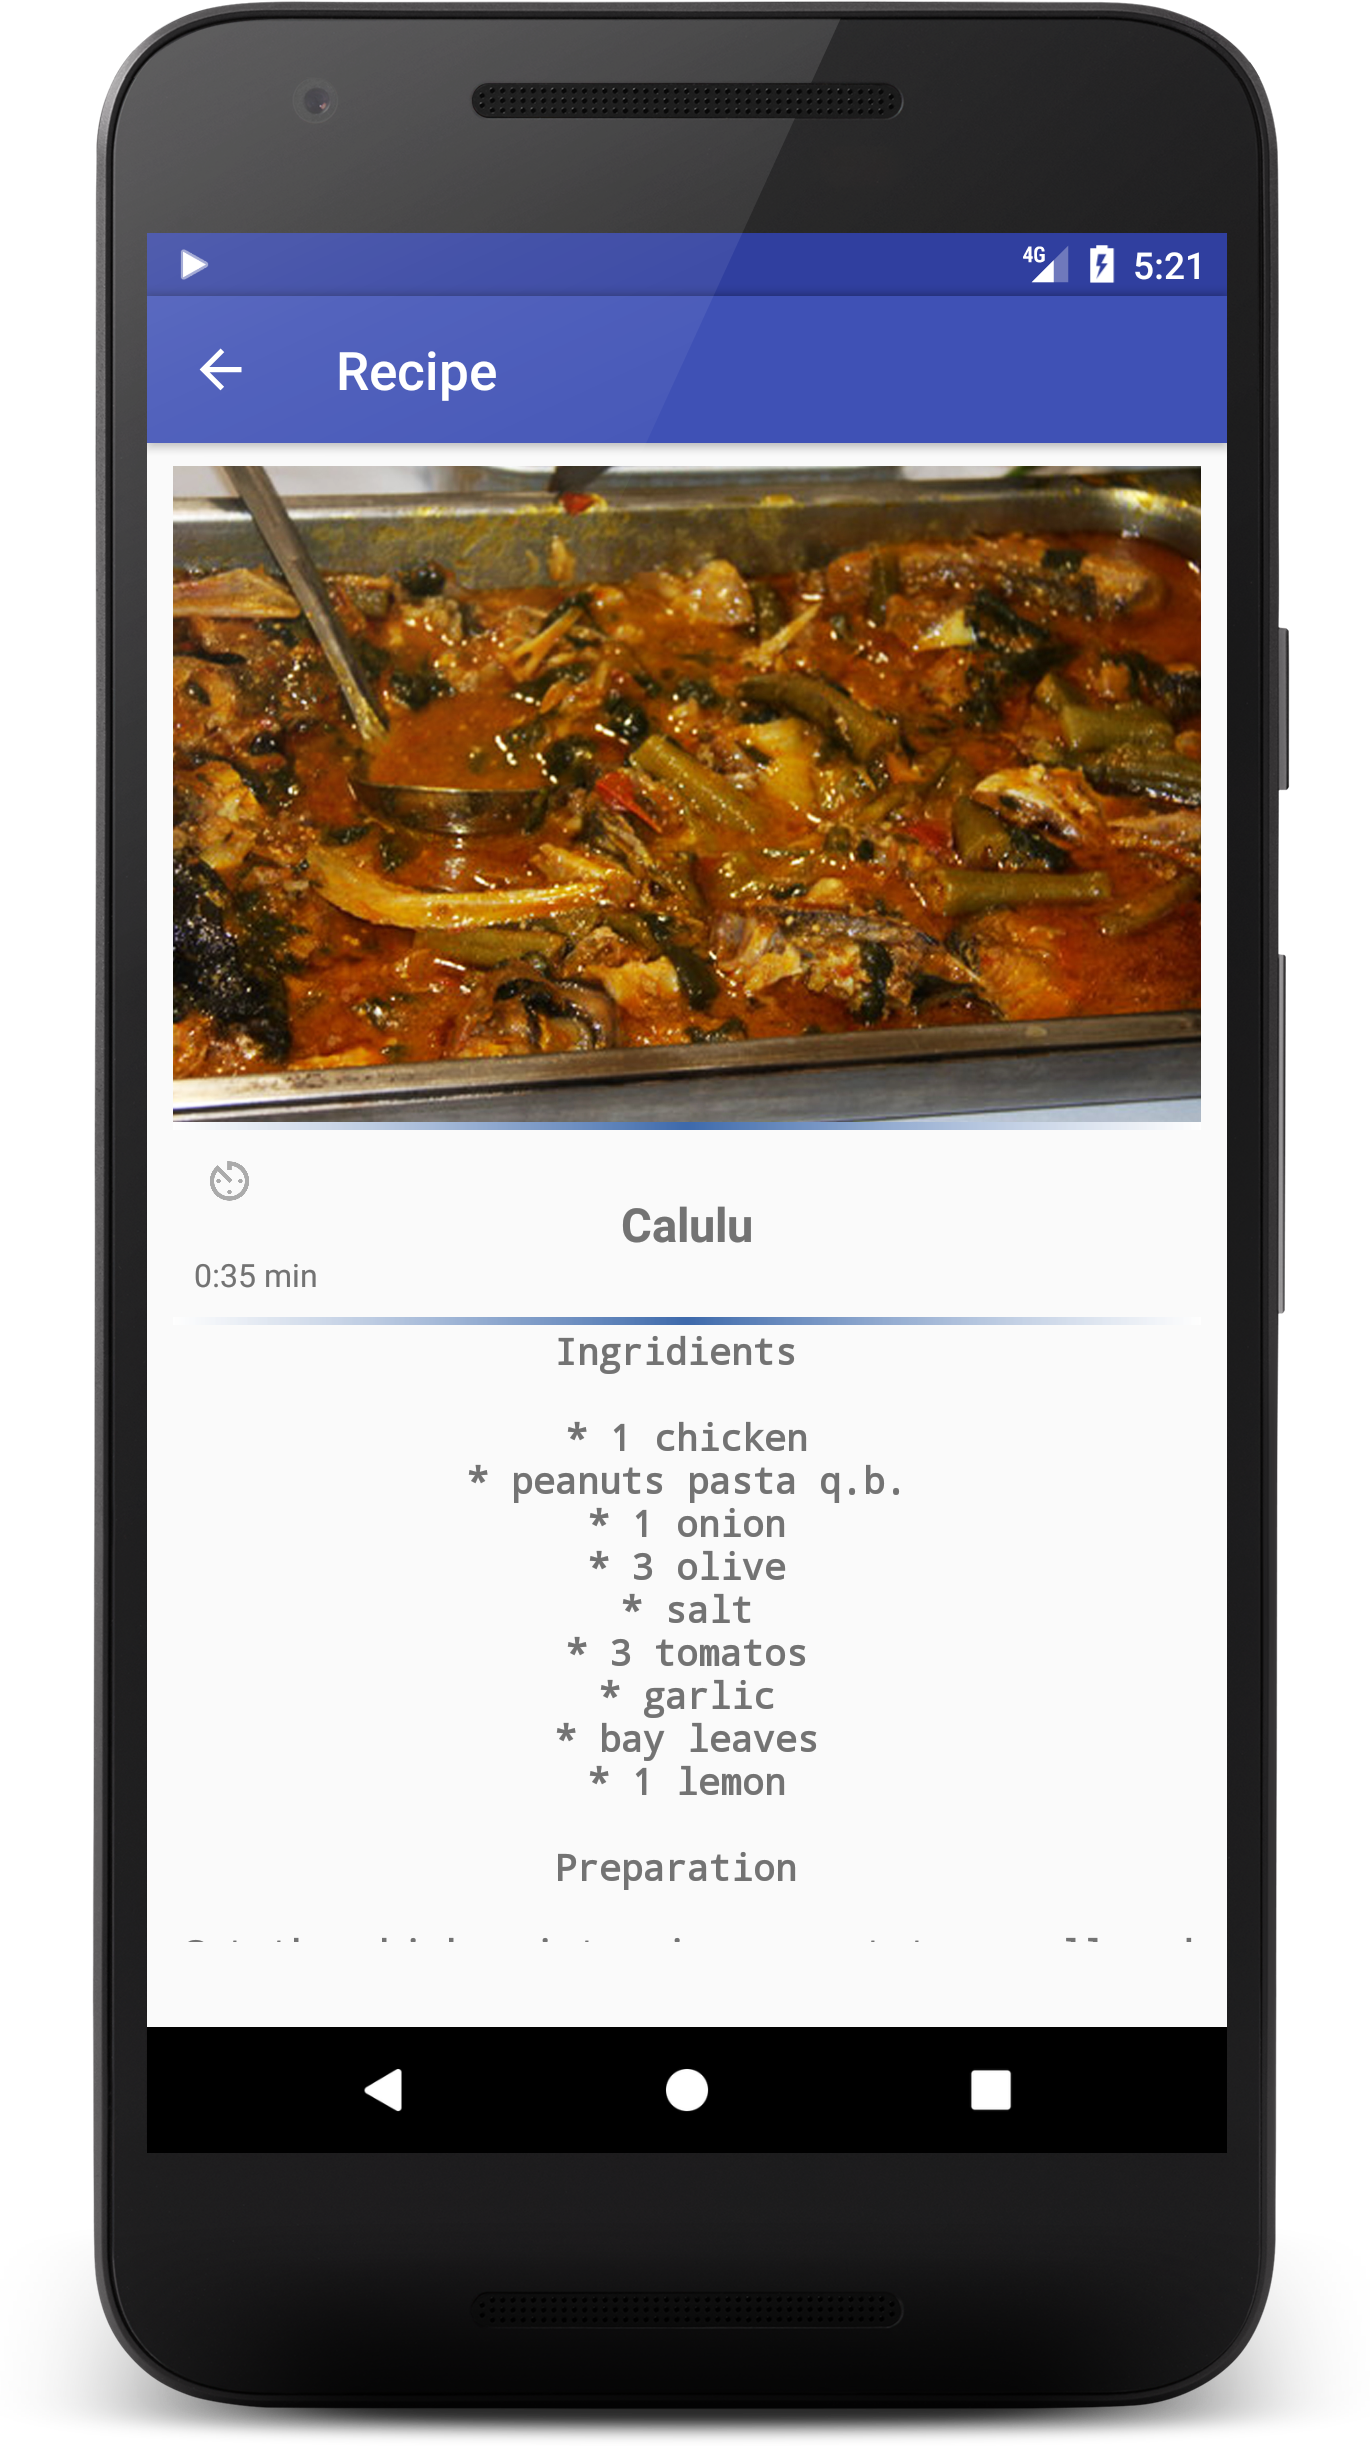 4G 5:21
Recipe
Calulu
0:35 min
Ingridients
* 1 chicken
* peanuts pasta q.b.
* 1 onion
* 3 olive
* salt
* 3 tomatos
* garlic
* bay leaves
* 1 lemon
Preparation